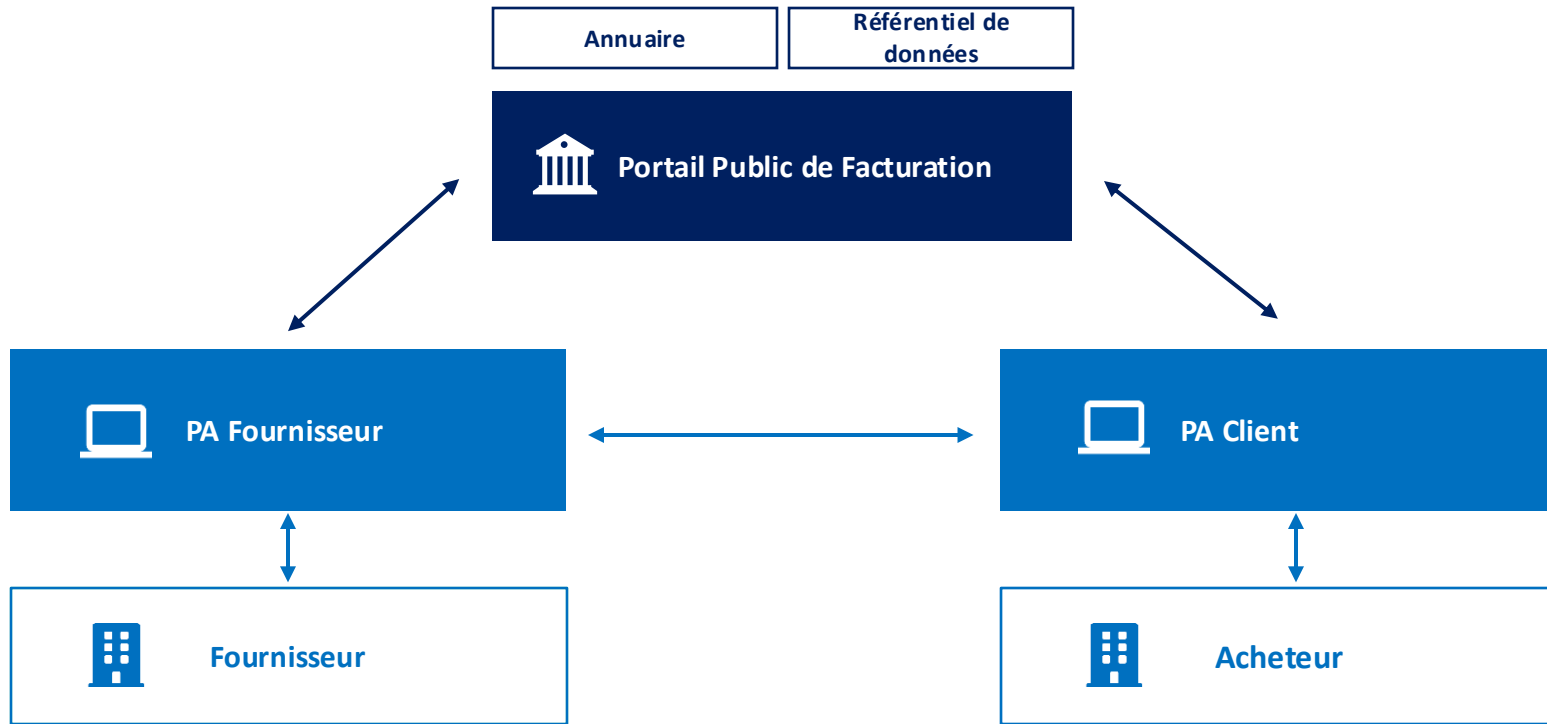 Annuaire
Référentiel de
données
Portail Public de Facturation
PA Fournisseur
PA Client
Fournisseur
Acheteur